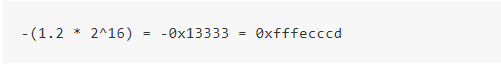 -(1.2 * 2^16) = -0x13333 = 0xfffecccd